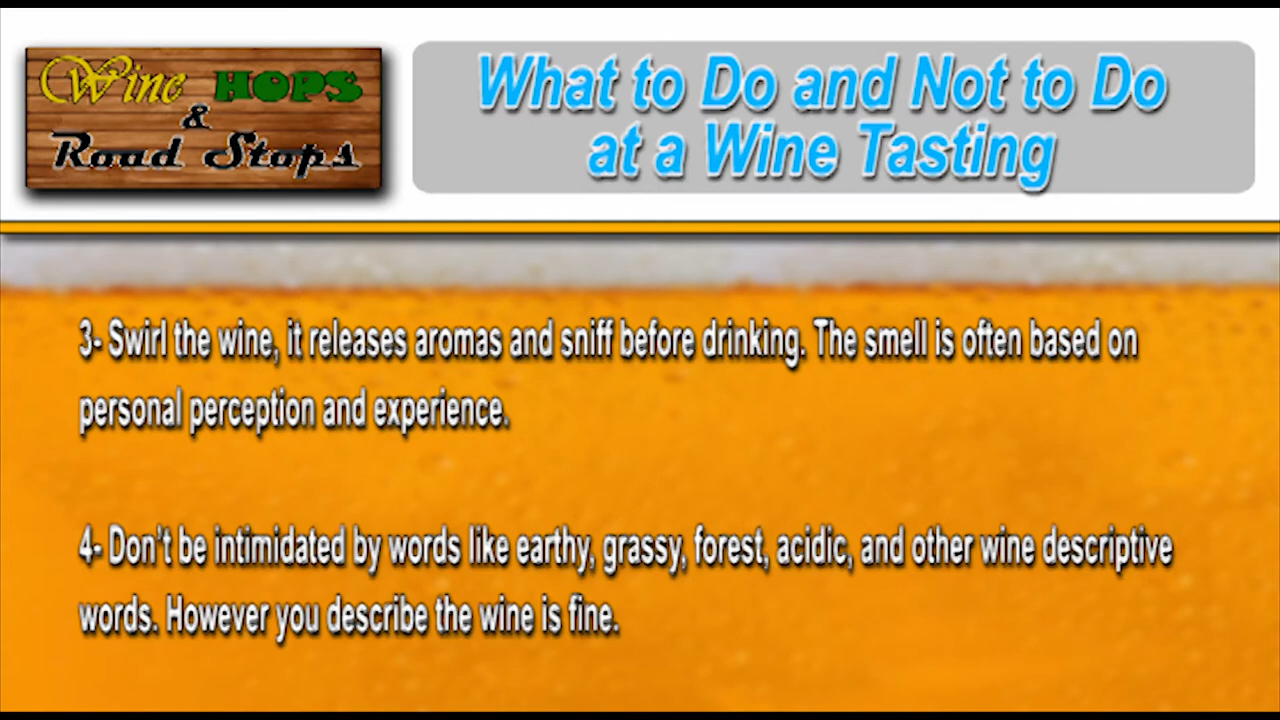 Wine HOPS
&
Road Stops
What to Do and Not to Do
at a Wine Tasting
3- Swirl the wine, it releases aromas and sniff before drinking. The smell is often based on
personal perception and experience.
4- Don't be intimidated by words like earthy, grassy, forest, acidic, and other wine descriptive
words. However you describe the wine is fine.